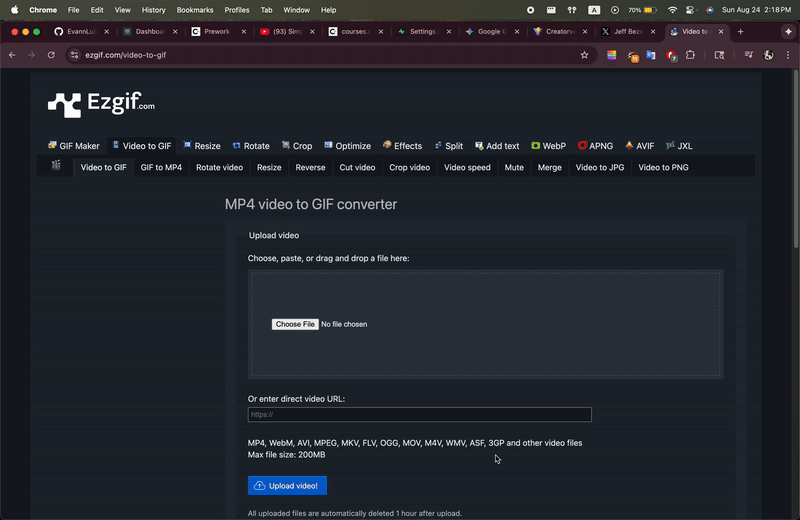 Chrome File Edit View History Bookmarks Profiles Tab Window Help A 70% Sun Aug 24 2:18 PM
EvannLu/ Dashboard Prework (93) Sim courses. Settings Google G Creatorw Jeff Bez Video to
ezgif.com/video-to-gif
Ezgif.com
GIF Maker Video to GIF Resize Rotate Crop Optimize Effects Split Add text WebP APNG AVIF JXL
Video to GIF GIF to MP4 Rotate video Resize Reverse Cut video Crop video Video speed Mute Merge Video to JPG Video to PNG
MP4 video to GIF converter
Upload video
Choose, paste, or drag and drop a file here:
Choose File No file chosen
Or enter direct video URL:
https://
MP4, WebM, AVI, MPEG, MKV, FLV, OGG, MOV, M4V, WMV, ASF, 3GP and other video files
Max file size: 200MB
Upload video!
All uploaded files are automatically deleted 1 hour after upload.